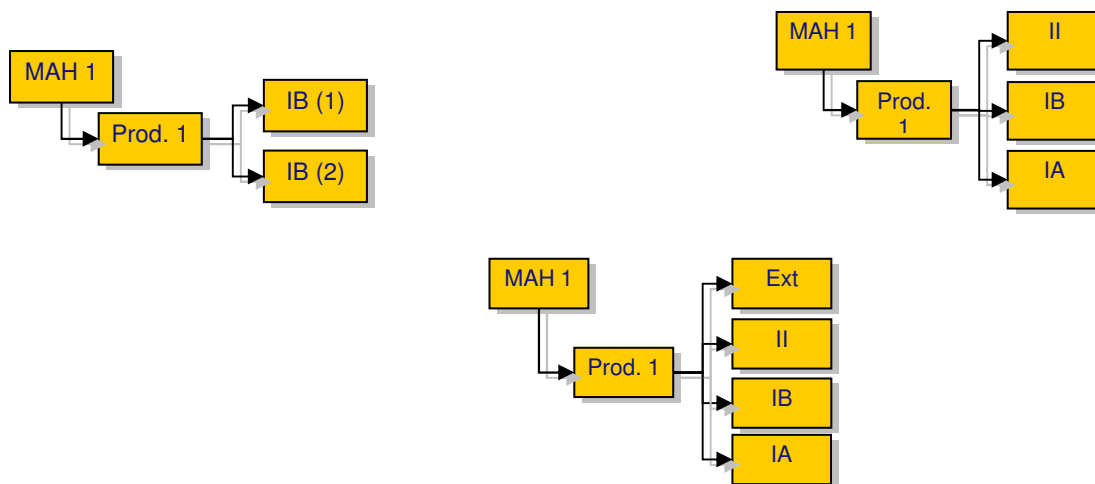 MAH 1
Prod. 1
IB (1)
IB (2)
MAH 1
Prod.
1
II
IB
IA
MAH 1
Prod. 1
Ext
II
IB
IA